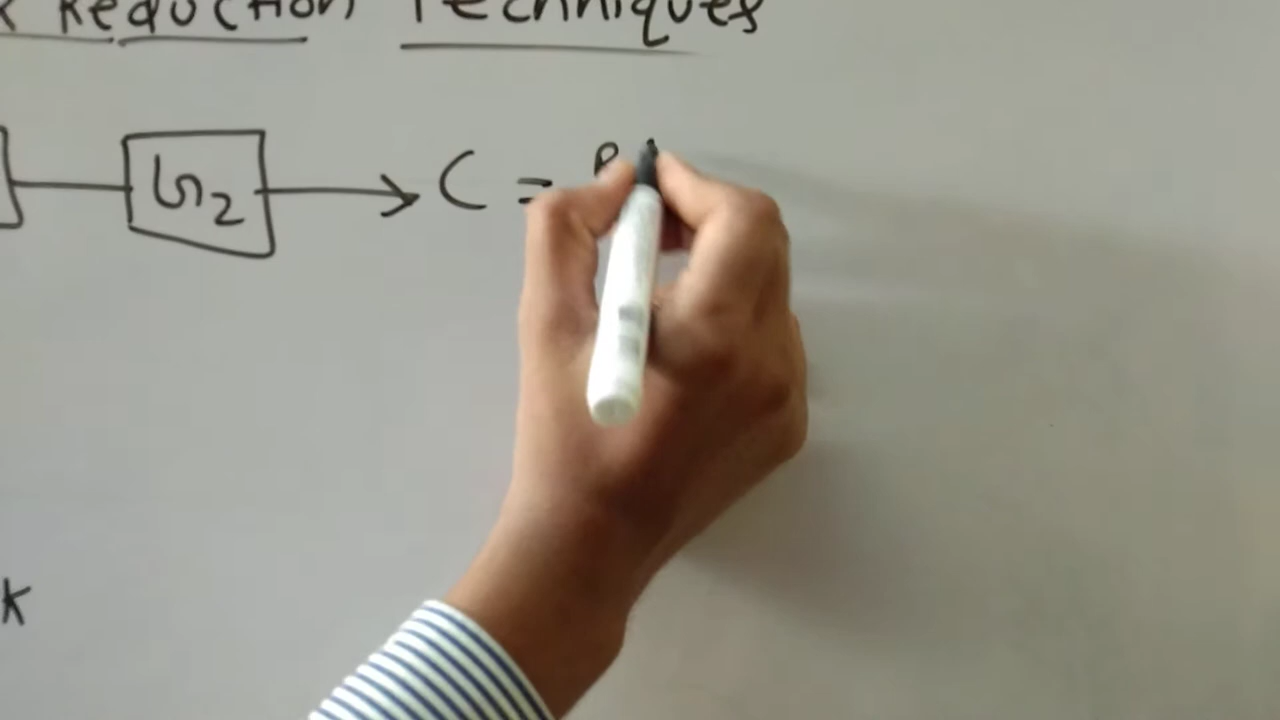 k Reduction Techniques
G2 C =
k